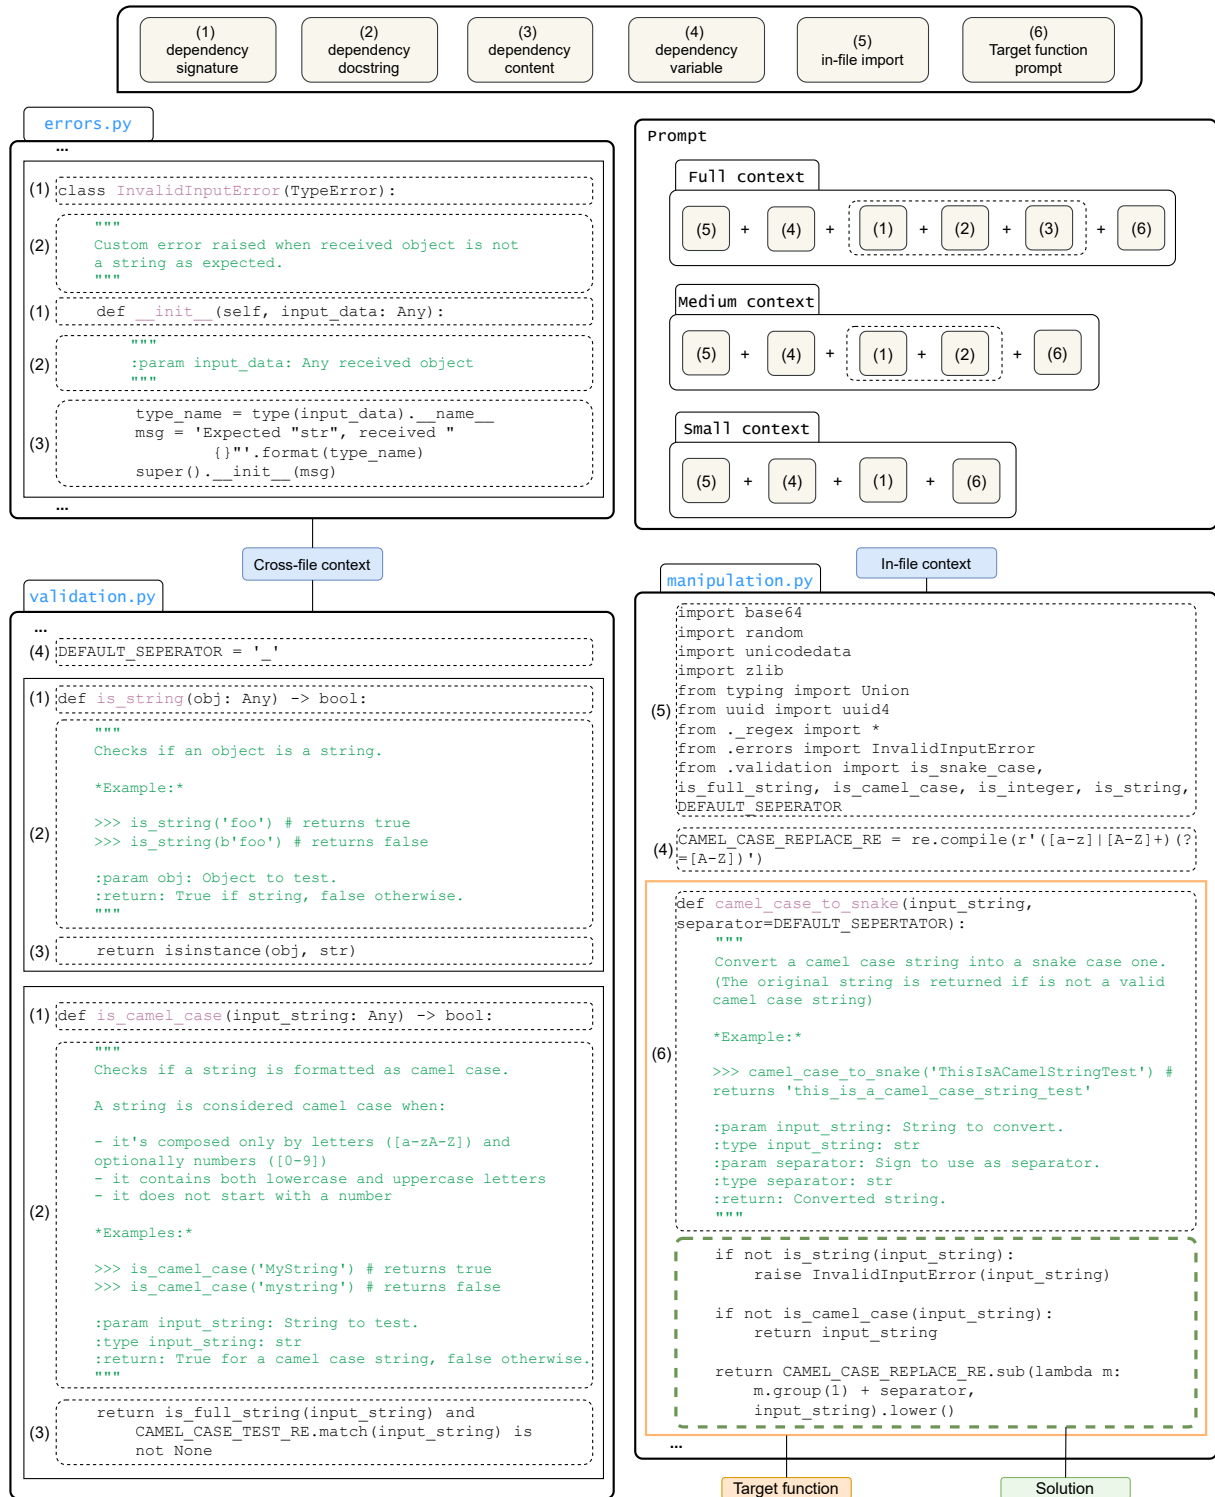 (1)
dependency
signature
(2)
dependency
docstring
(3)
dependency
content
(4)
dependency
variable
(5)
in-file import
(6)
Target function
prompt
errors.py
...
(1) class InvalidInputError(TypeError):
(2)
"""
Custom error raised when received object is not
a string as expected.
"""
(1) def __init__(self, input_data: Any):
(2)
"""
:param input_data: Any received object
"""
(3)
type_name = type(input_data).__name__
msg = 'Expected "str", received "
{}"'.format(type_name)
super().__init__(msg)
...
Prompt
Full context
(5) + (4) + (1) + (2) + (3) + (6)
Medium context
(5) + (4) + (1) + (2) + (6)
Small context
(5) + (4) + (1) + (6)
Cross-file context
validation.py
...
(4) DEFAULT_SEPERATOR = '_'
(1) def is_string(obj: Any) -> bool:
(2)
"""
Checks if an object is a string.
*Example:*
>>> is_string('foo') # returns true
>>> is_string(b'foo') # returns false
:param obj: Object to test.
:return: True if string, false otherwise.
"""
(3) return isinstance(obj, str)
(1) def is_camel_case(input_string: Any) -> bool:
(2)
"""
Checks if a string is formatted as camel case.
A string is considered camel case when:
- it's composed only by letters ([a-zA-Z]) and
optionally numbers ([0-9])
- it contains both lowercase and uppercase letters
- it does not start with a number
*Examples:*
>>> is_camel_case('MyString') # returns true
>>> is_camel_case('mystring') # returns false
:param input_string: String to test.
:type input_string: str
:return: True for a camel case string, false otherwise.
"""
(3)
return is_full_string(input_string) and
CAMEL_CASE_TEST_RE.match(input_string) is
not None
In-file context
manipulation.py
(5)
import base64
import random
import unicodedata
import zlib
from typing import Union
from uuid import uuid4
from ._regex import *
from .errors import InvalidInputError
from .validation import is_snake_case,
is_full_string, is_camel_case, is_integer, is_string,
DEFAULT_SEPERATOR
(4)
CAMEL_CASE_REPLACE_RE = re.compile(r'([a-z]|[A-Z]+)(?
=[A-Z])')
(6)
def camel_case_to_snake(input_string,
separator=DEFAULT_SEPERTATOR):
"""
Convert a camel case string into a snake case one.
(The original string is returned if is not a valid
camel case string)
*Example:*
>>> camel_case_to_snake('ThisIsACamelStringTest') #
returns 'this_is_a_camel_case_string_test'
:param input_string: String to convert.
:type input_string: str
:param separator: Sign to use as separator.
:type separator: str
:return: Converted string.
"""
if not is_string(input_string):
raise InvalidInputError(input_string)
if not is_camel_case(input_string):
return input_string
return CAMEL_CASE_REPLACE_RE.sub(lambda m:
m.group(1) + separator,
input_string).lower()
...
Target function
Solution